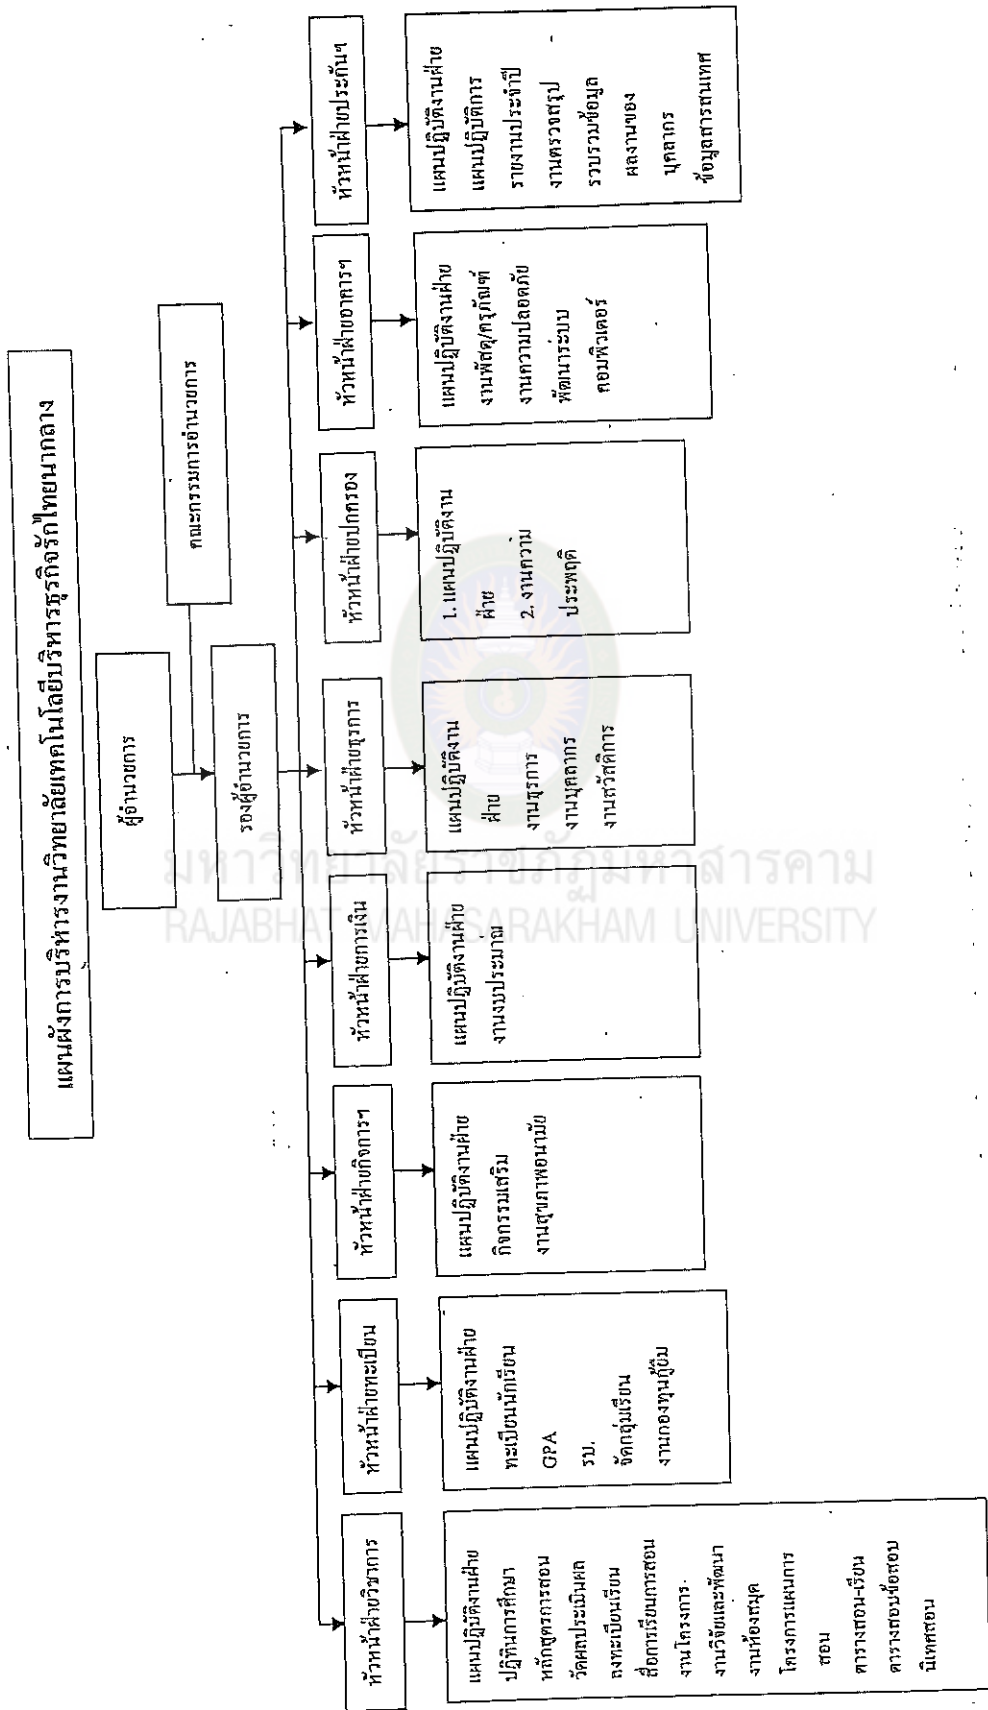 แผนผังการบริหารงานวิทยาลัยเทคโนโลยีบริหารธุรกิจรักไทยนากลาง
ผู้อำนวยการ
คณะกรรมการอำนวยการ
รองผู้อำนวยการ
หัวหน้าฝ่ายวิชาการ
แผนปฏิบัติงานฝ่าย
ปฏิทินการศึกษา
หลักสูตรการสอน
วัดผลประเมินผล
ลงทะเบียนเรียน
สื่อการเรียนการสอน
งานโครงการ
งานวิจัยและพัฒนา
งานห้องสมุด
โครงการแผนการ
สอน
ตารางสอน-เรียน
ตารางสอบข้อสอบ
นิเทศสอน
หัวหน้าฝ่ายทะเบียน
แผนปฏิบัติงานฝ่าย
ทะเบียนนักเรียน
GPA
รบ.
จัดกลุ่มเรียน
งานกองทุนกู้ยืม
หัวหน้าฝ่ายกิจการฯ
แผนปฏิบัติงานฝ่าย
กิจกรรมเสริม
งานสุขภาพอนามัย
หัวหน้าฝ่ายการเงิน
แผนปฏิบัติงานฝ่าย
งานงบประมาณ
หัวหน้าฝ่ายธุรการ
แผนปฏิบัติงาน
ฝ่าย
งานธุรการ
งานบุคลากร
งานสวัสดิการ
หัวหน้าฝ่ายปกครอง
1. แผนปฏิบัติงาน
ฝ่าย
2. งานความ
ประพฤติ
หัวหน้าฝ่ายอาคารฯ
แผนปฏิบัติงานฝ่าย
งานพัสดุ/ครุภัณฑ์
งานความปลอดภัย
พัฒนาระบบ
คอมพิวเตอร์
หัวหน้าฝ่ายประกันฯ
แผนปฏิบัติงานฝ่าย
แผนปฏิบัติการ
รายงานประจำปี
งานตรวจสรุป
รวบรวมข้อมูล
ผลงานของ
บุคลากร
ข้อมูลสารสนเทศ
มหาวิทยาลัยราชภัฏมหาสารคาม
RAJABHAT MAHASARAKHAM UNIVERSITY